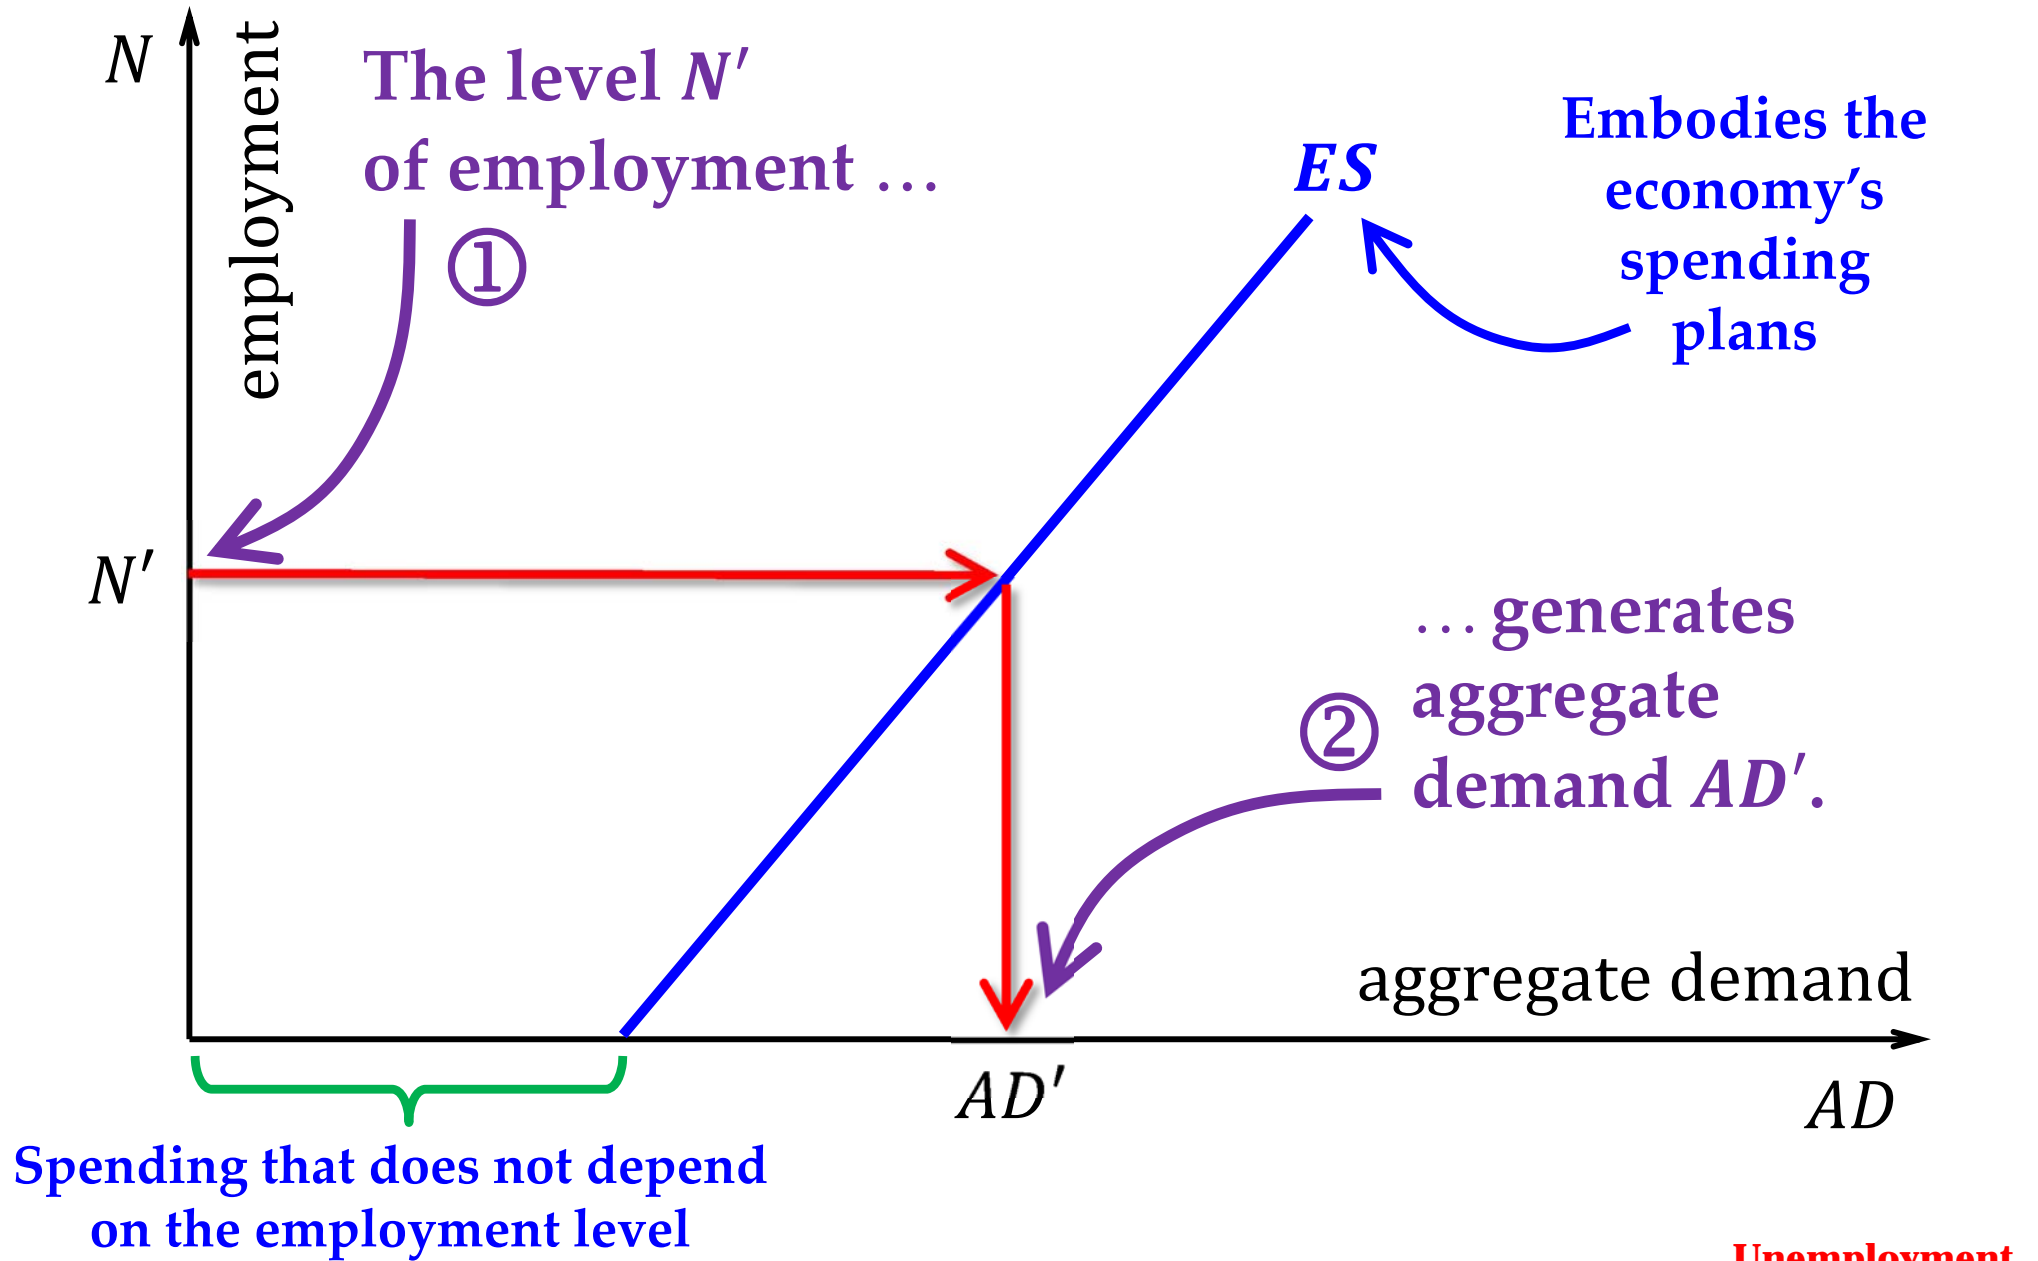 N
employment
The level N′
of employment …
①
ES
Embodies the
economy’s
spending
plans
N′
… generates
aggregate
demand AD′.
②
aggregate demand
AD′
AD
Spending that does not depend
on the employment level
Unemployment